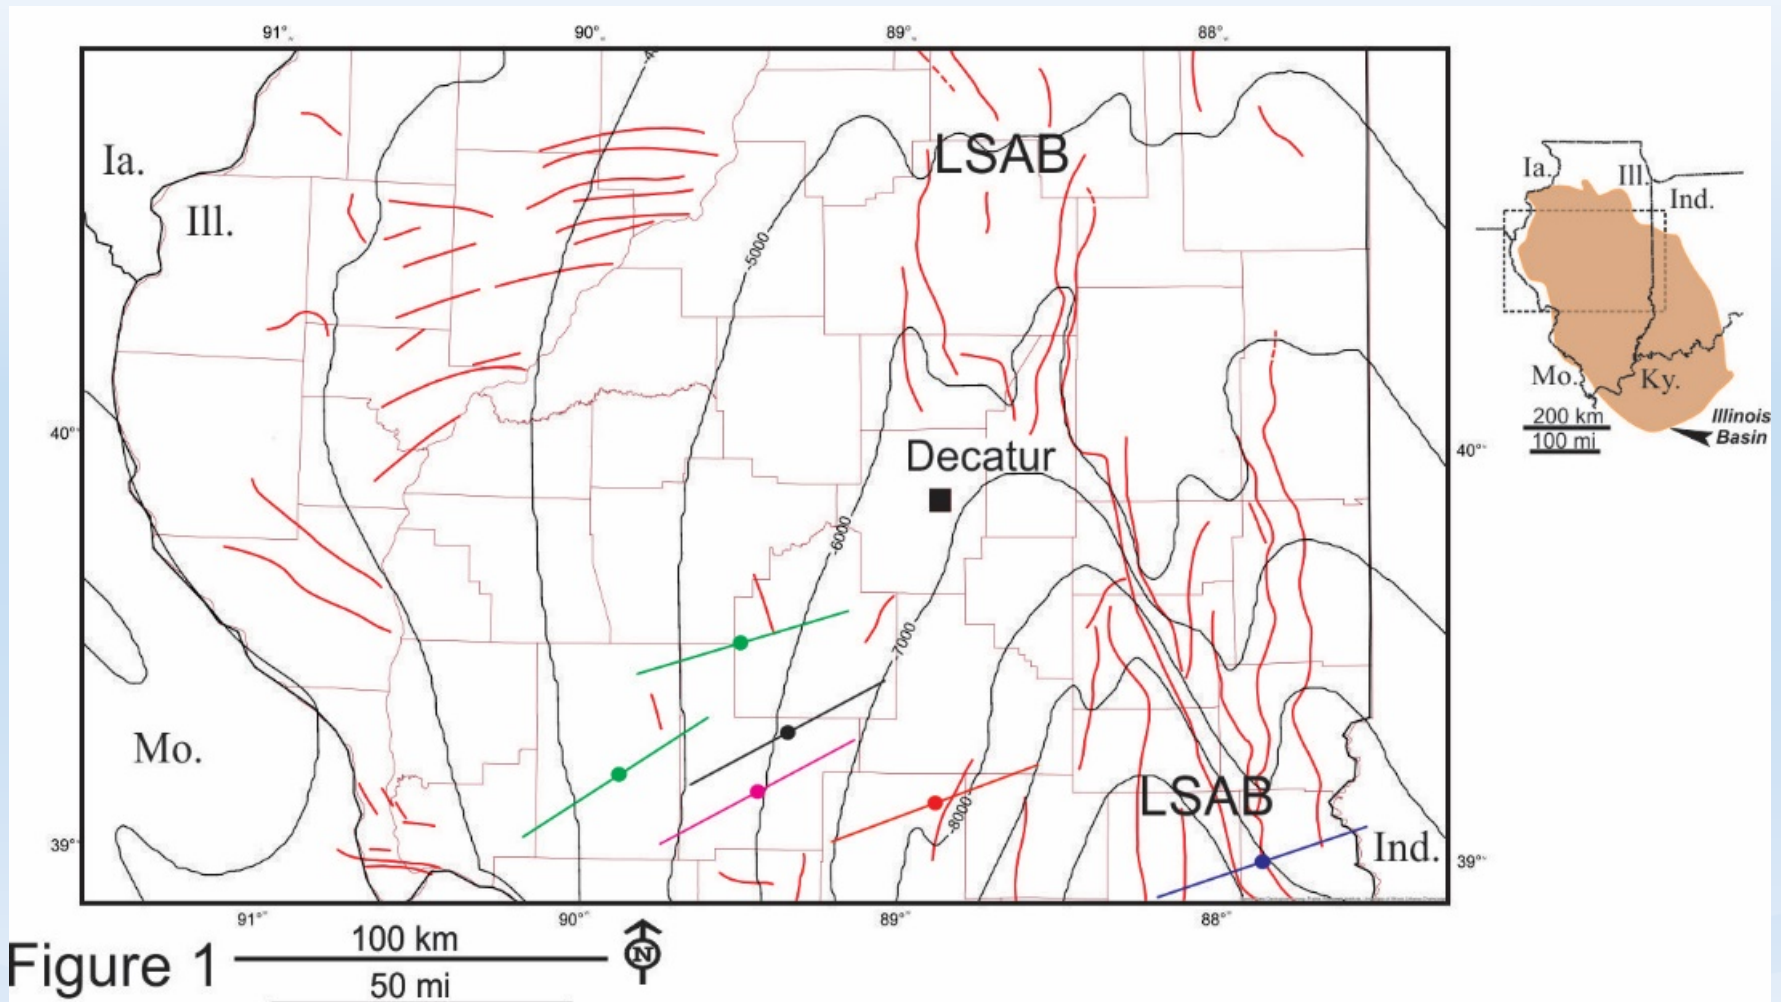 91°
90°
89°
88°
-4
Ia.
LSAB
Ill.
-5000
40°
Decatur
40°
-6000
-7000
Mo.
LSAB
-8000
39°
Ind.
39°
91°
90°
89°
88°
Figure 1
100 km
50 mi
N
Ia.
Ill.
Ind.
Mo.
Ky.
200 km
100 mi
Illinois
Basin